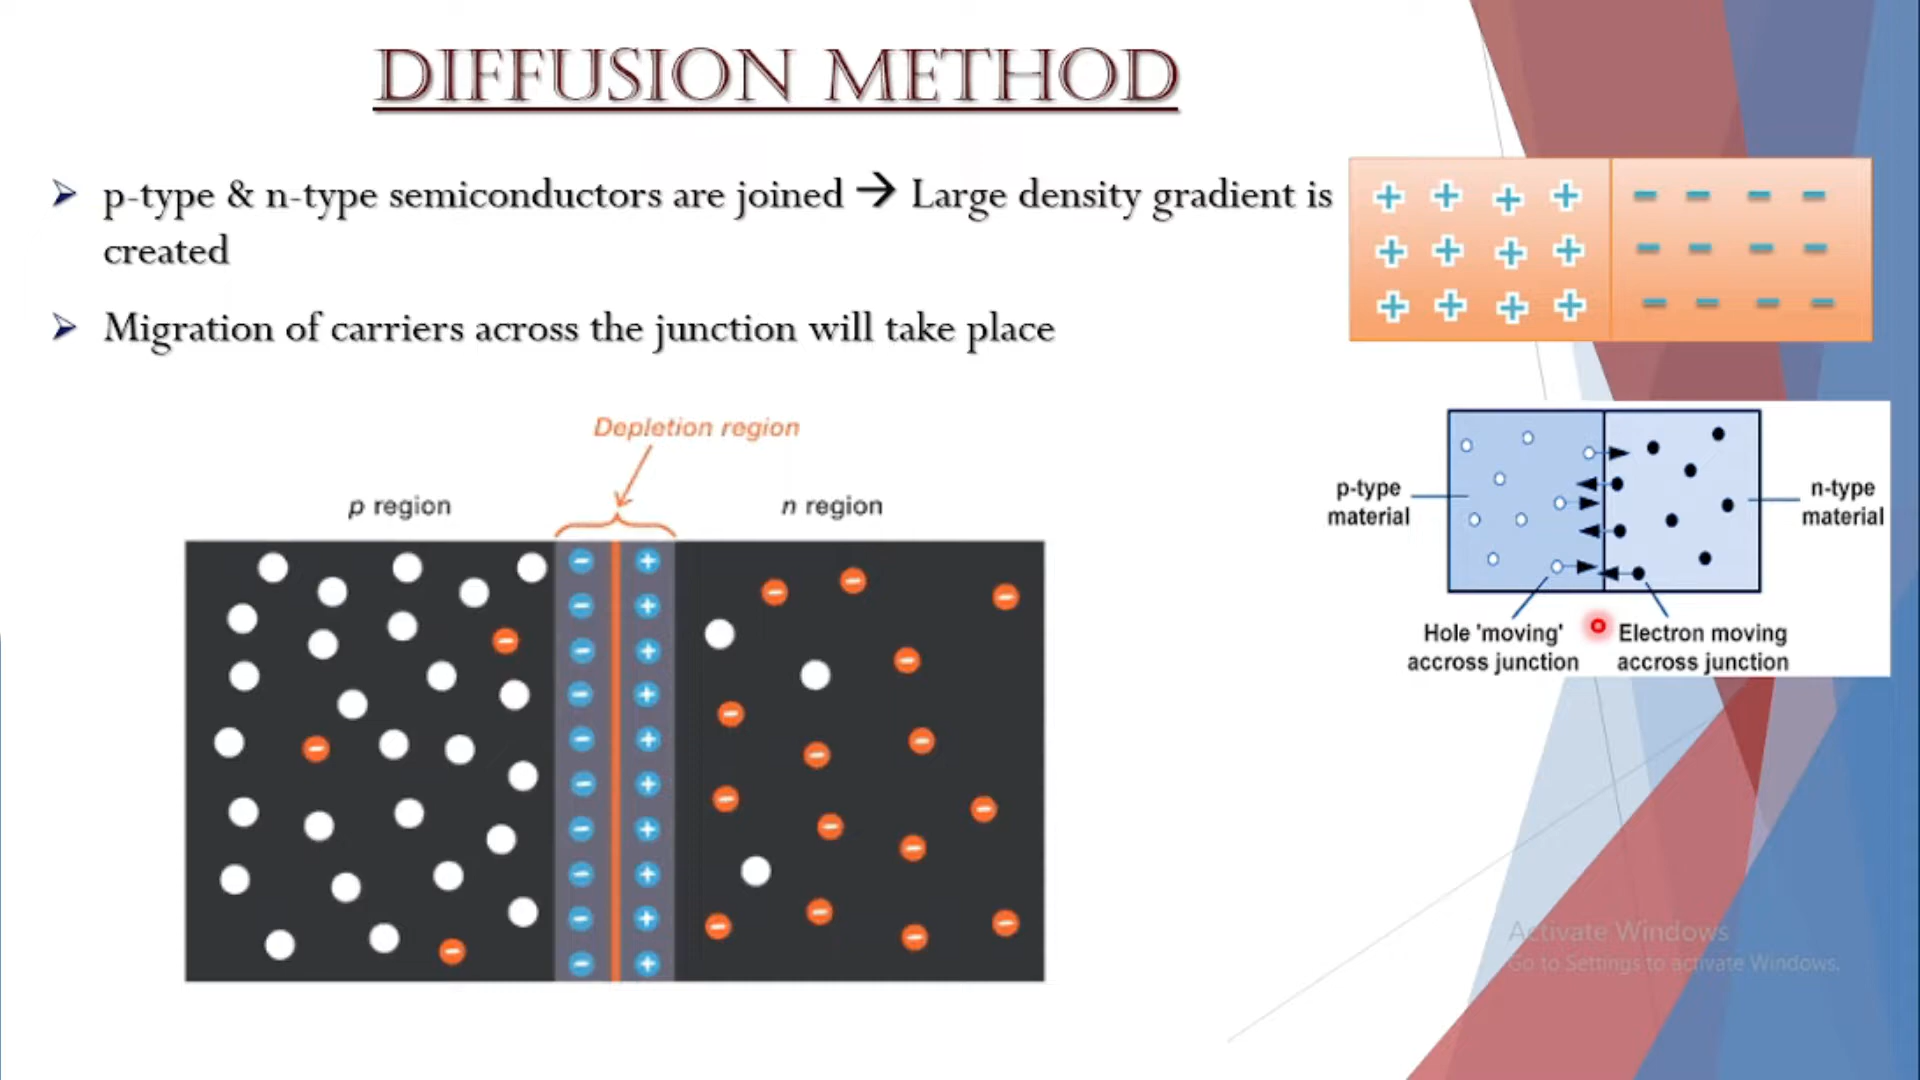 DIFFUSION METHOD
p-type & n-type semiconductors are joined → Large density gradient is
created
Migration of carriers across the junction will take place
Depletion region
p region
n region
p-type
material
n-type
material
Hole 'moving'
accross junction
Electron moving
accross junction
Activate Windows
Go to Settings to activate Windows.